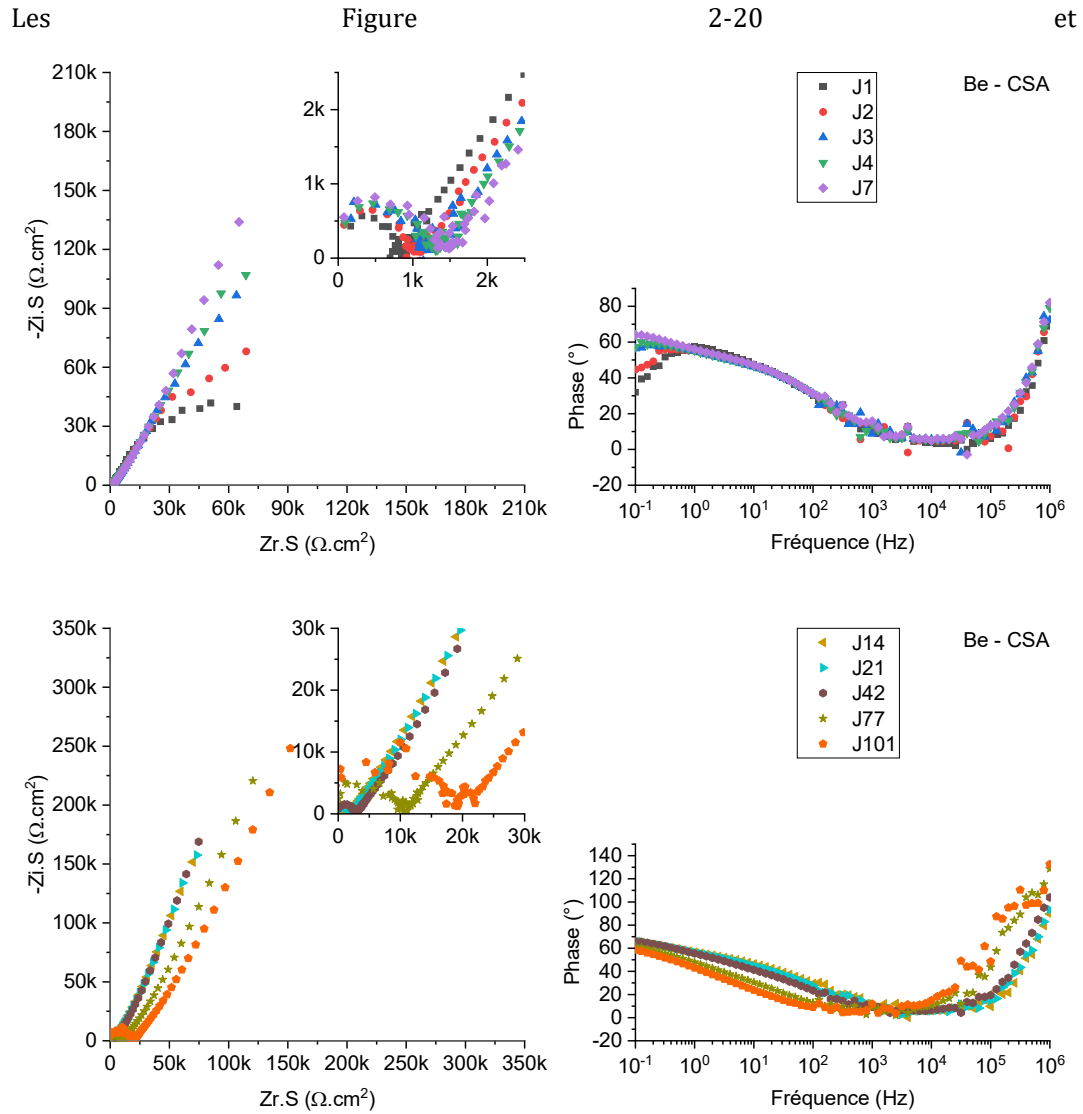 Les Figure 2-20 et
210k
180k
150k
120k
90k
60k
30k
0
-Zi.S (Ω.cm²)
0 30k 60k 90k 120k 150k 180k 210k
Zr.S (Ω.cm²)
2k
1k
0
0 1k 2k
J1
J2
J3
J4
J7
Be - CSA
80
60
40
20
0
-20
Phase (°)
10⁻¹ 10⁰ 10¹ 10² 10³ 10⁴ 10⁵ 10⁶
Fréquence (Hz)
350k
300k
250k
200k
150k
100k
50k
0
-Zi.S (Ω.cm²)
0 50k 100k 150k 200k 250k 300k 350k
Zr.S (Ω.cm²)
30k
20k
10k
0
0 10k 20k 30k
J14
J21
J42
J77
J101
Be - CSA
140
120
100
80
60
40
20
0
-20
Phase (°)
10⁻¹ 10⁰ 10¹ 10² 10³ 10⁴ 10⁵ 10⁶
Fréquence (Hz)